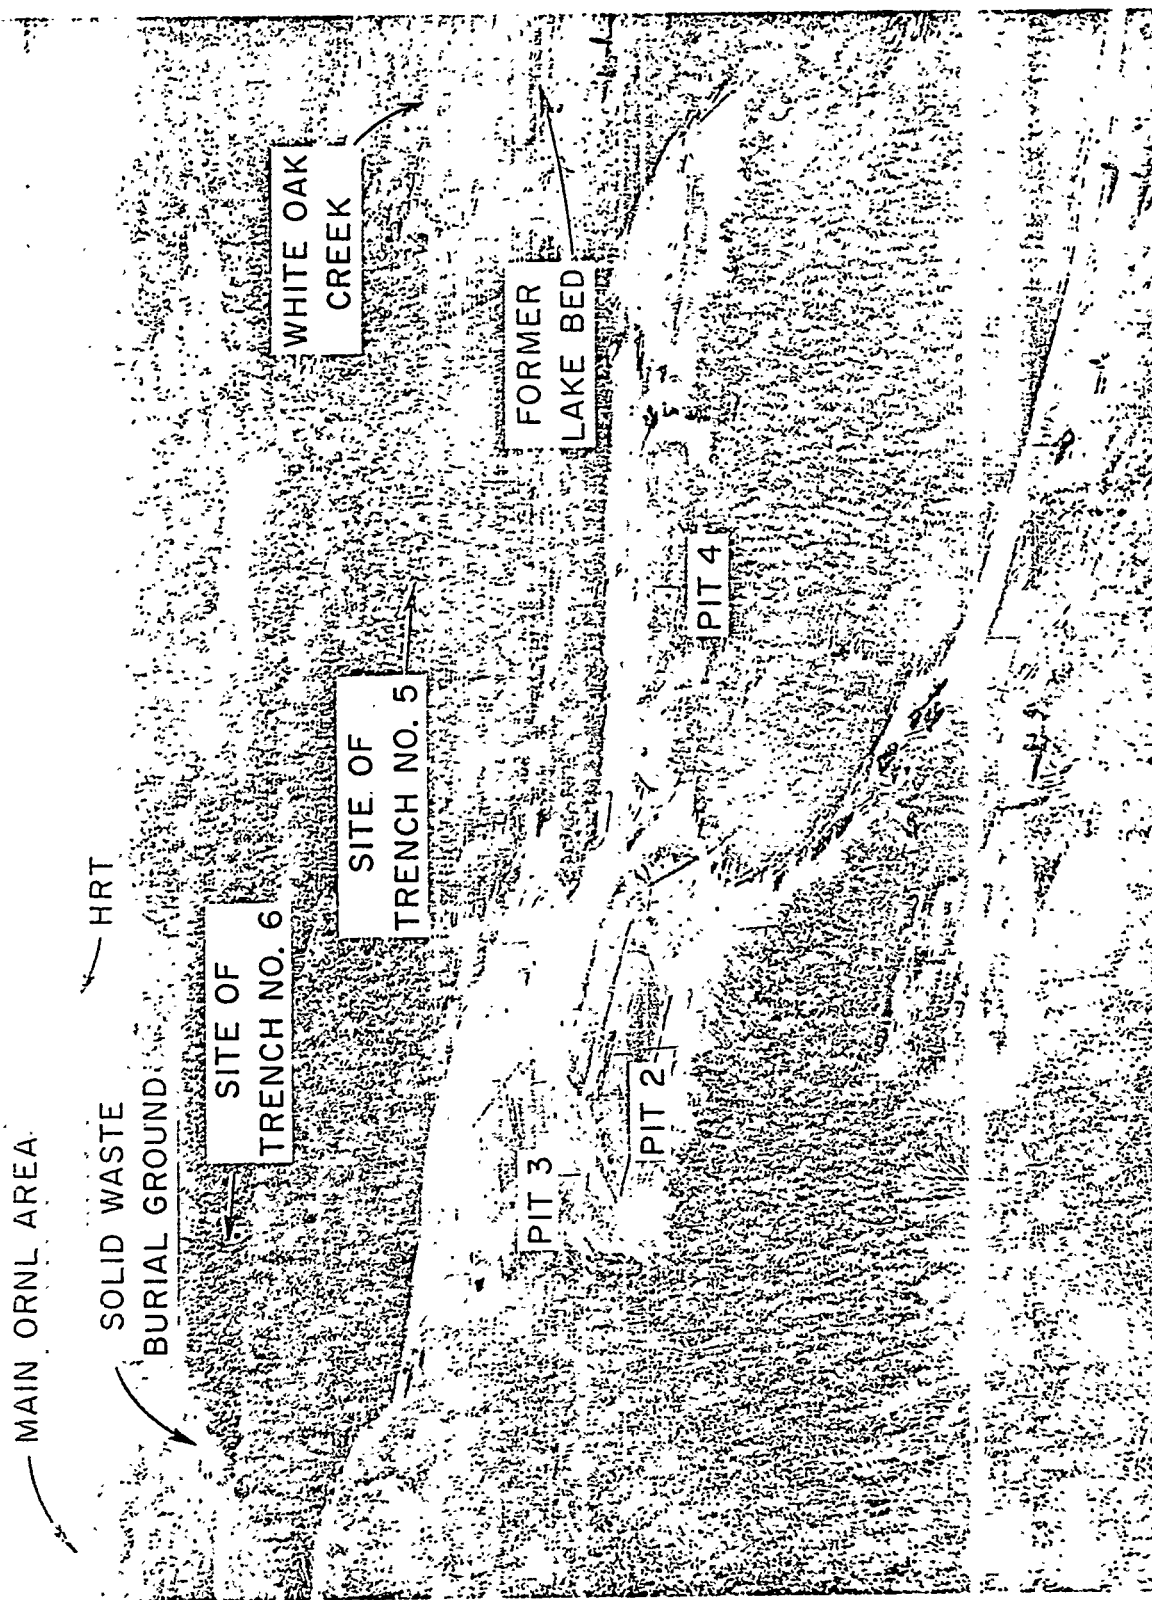 MAIN ORNL AREA
HRT
SOLID WASTE
BURIAL GROUND
SITE OF
TRENCH NO. 6
WHITE OAK
CREEK
SITE OF
TRENCH NO. 5
FORMER
LAKE BED
PIT 3
PIT 2
PIT 4